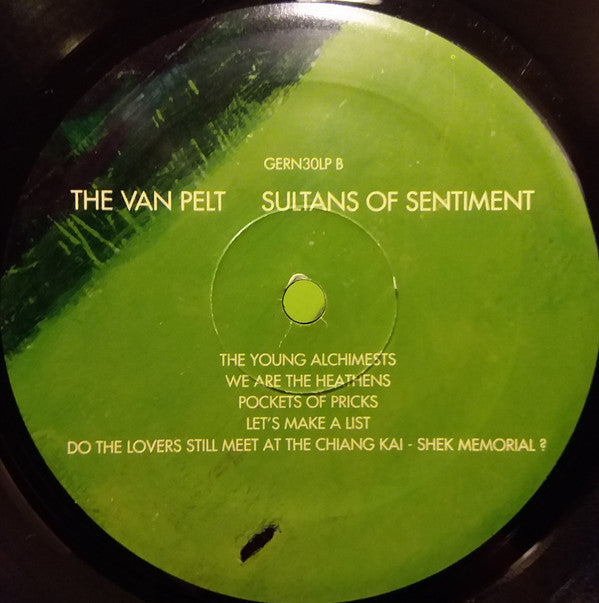 GERN30LP B
THE VAN PELT SULTANS OF SENTIMENT
THE YOUNG ALCHIMESTS
WE ARE THE HEATHENS
POCKETS OF PRICKS
LET'S MAKE A LIST
DO THE LOVERS STILL MEET AT THE CHIANG KAI - SHEK MEMORIAL ?